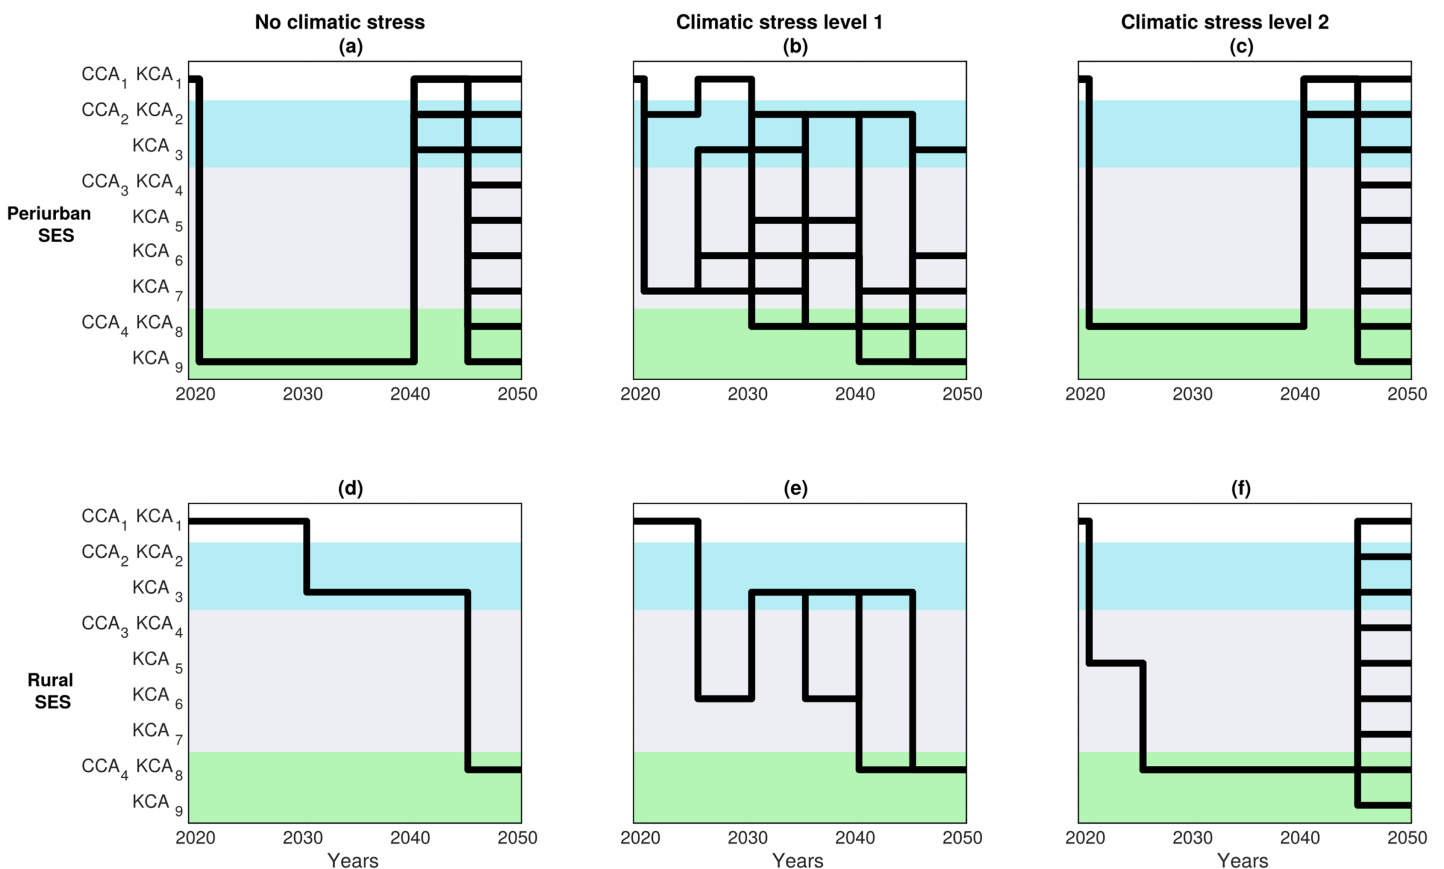 No climatic stress
(a)
Climatic stress level 1
(b)
Climatic stress level 2
(c)
CCA1 KCA1
CCA2 KCA2
KCA3
CCA3 KCA4
KCA5
KCA6
KCA7
CCA4 KCA8
KCA9
Periurban
SES
2020 2030 2040 2050
2020 2030 2040 2050
2020 2030 2040 2050
(d)
(e)
(f)
CCA1 KCA1
CCA2 KCA2
KCA3
CCA3 KCA4
KCA5
KCA6
KCA7
CCA4 KCA8
KCA9
Rural
SES
2020 2030 2040 2050
Years
2020 2030 2040 2050
Years
2020 2030 2040 2050
Years